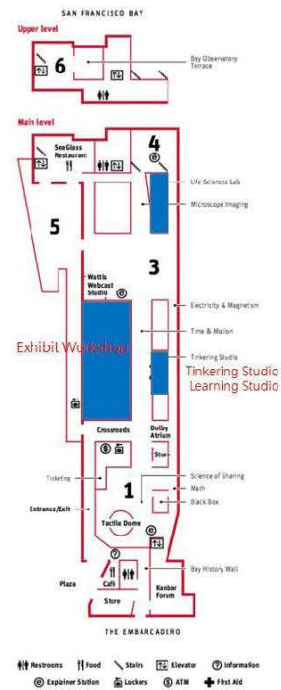 SAN FRANCISCO BAY
Upper level
6
Bay Observatory
Terrace
Main level
SeaGlass
Restaurant
4
Life Sciences Lab
Microscope Imaging
5
3
Wattis
Webcast
Studio
Electricity & Magnetism
Time & Motion
Exhibit Workshop
Tinkering Studio
Tinkering Studio
Learning Studio
Crossroads
Dolby
Atrium
Store
Ticketing
Science of Sharing
1
Math
Black Box
Entrance/Exit
Tactile Dome
Bay History Wall
Plaza
Café
Kanbar
Forum
Store
THE EMBARCADERO
Restrooms Food Stairs Elevator Information
Explainer Station Lockers ATM First Aid